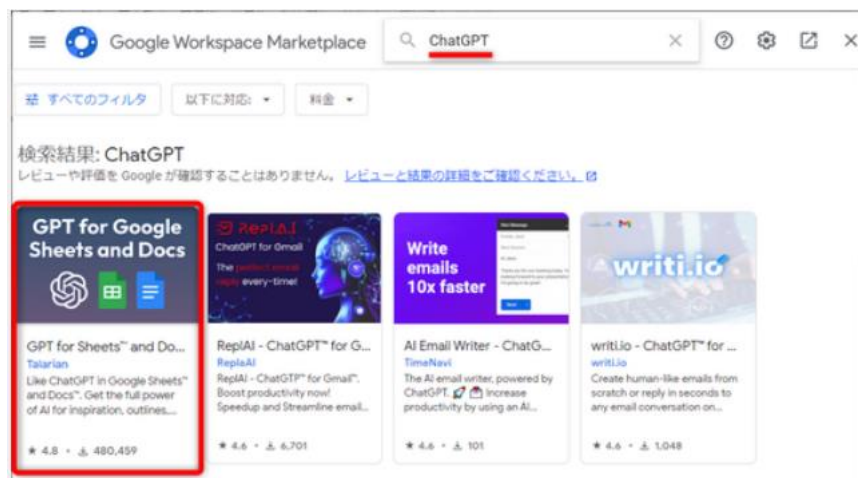 Google Workspace Marketplace
ChatGPT
すべてのフィルタ
以下に対応:
料金
検索結果: ChatGPT
レビューや評価を Google が確認することはありません。 レビューと結果の詳細をご確認ください。
GPT for Google
Sheets and Docs
GPT for Sheets™ and Do...
Talarian
Like ChatGPT in Google Sheets™
and Docs™. Get the full power
of AI for inspiration, outlines,...
4.8 • 480,459
ReplAI
ChatGPT for Gmail
The perfect email
reply every-time!
ReplAI - ChatGPT™ for G...
ReplaAI
ReplAI - ChatGTP™ for Gmail™.
Boost productivity now!
Speedup and Streamline email...
4.6 • 6,701
Write
emails
10x faster
AI Email Writer - ChatG...
TimeNavi
The AI email writer, powered by
ChatGPT. 🚀 📩 Increase
productivity by using an AI...
4.6 • 101
writi.io
writi.io - ChatGPT™ for ...
writi.io
Create human-like emails from
scratch or reply in seconds to
any email conversation on...
4.6 • 1,048